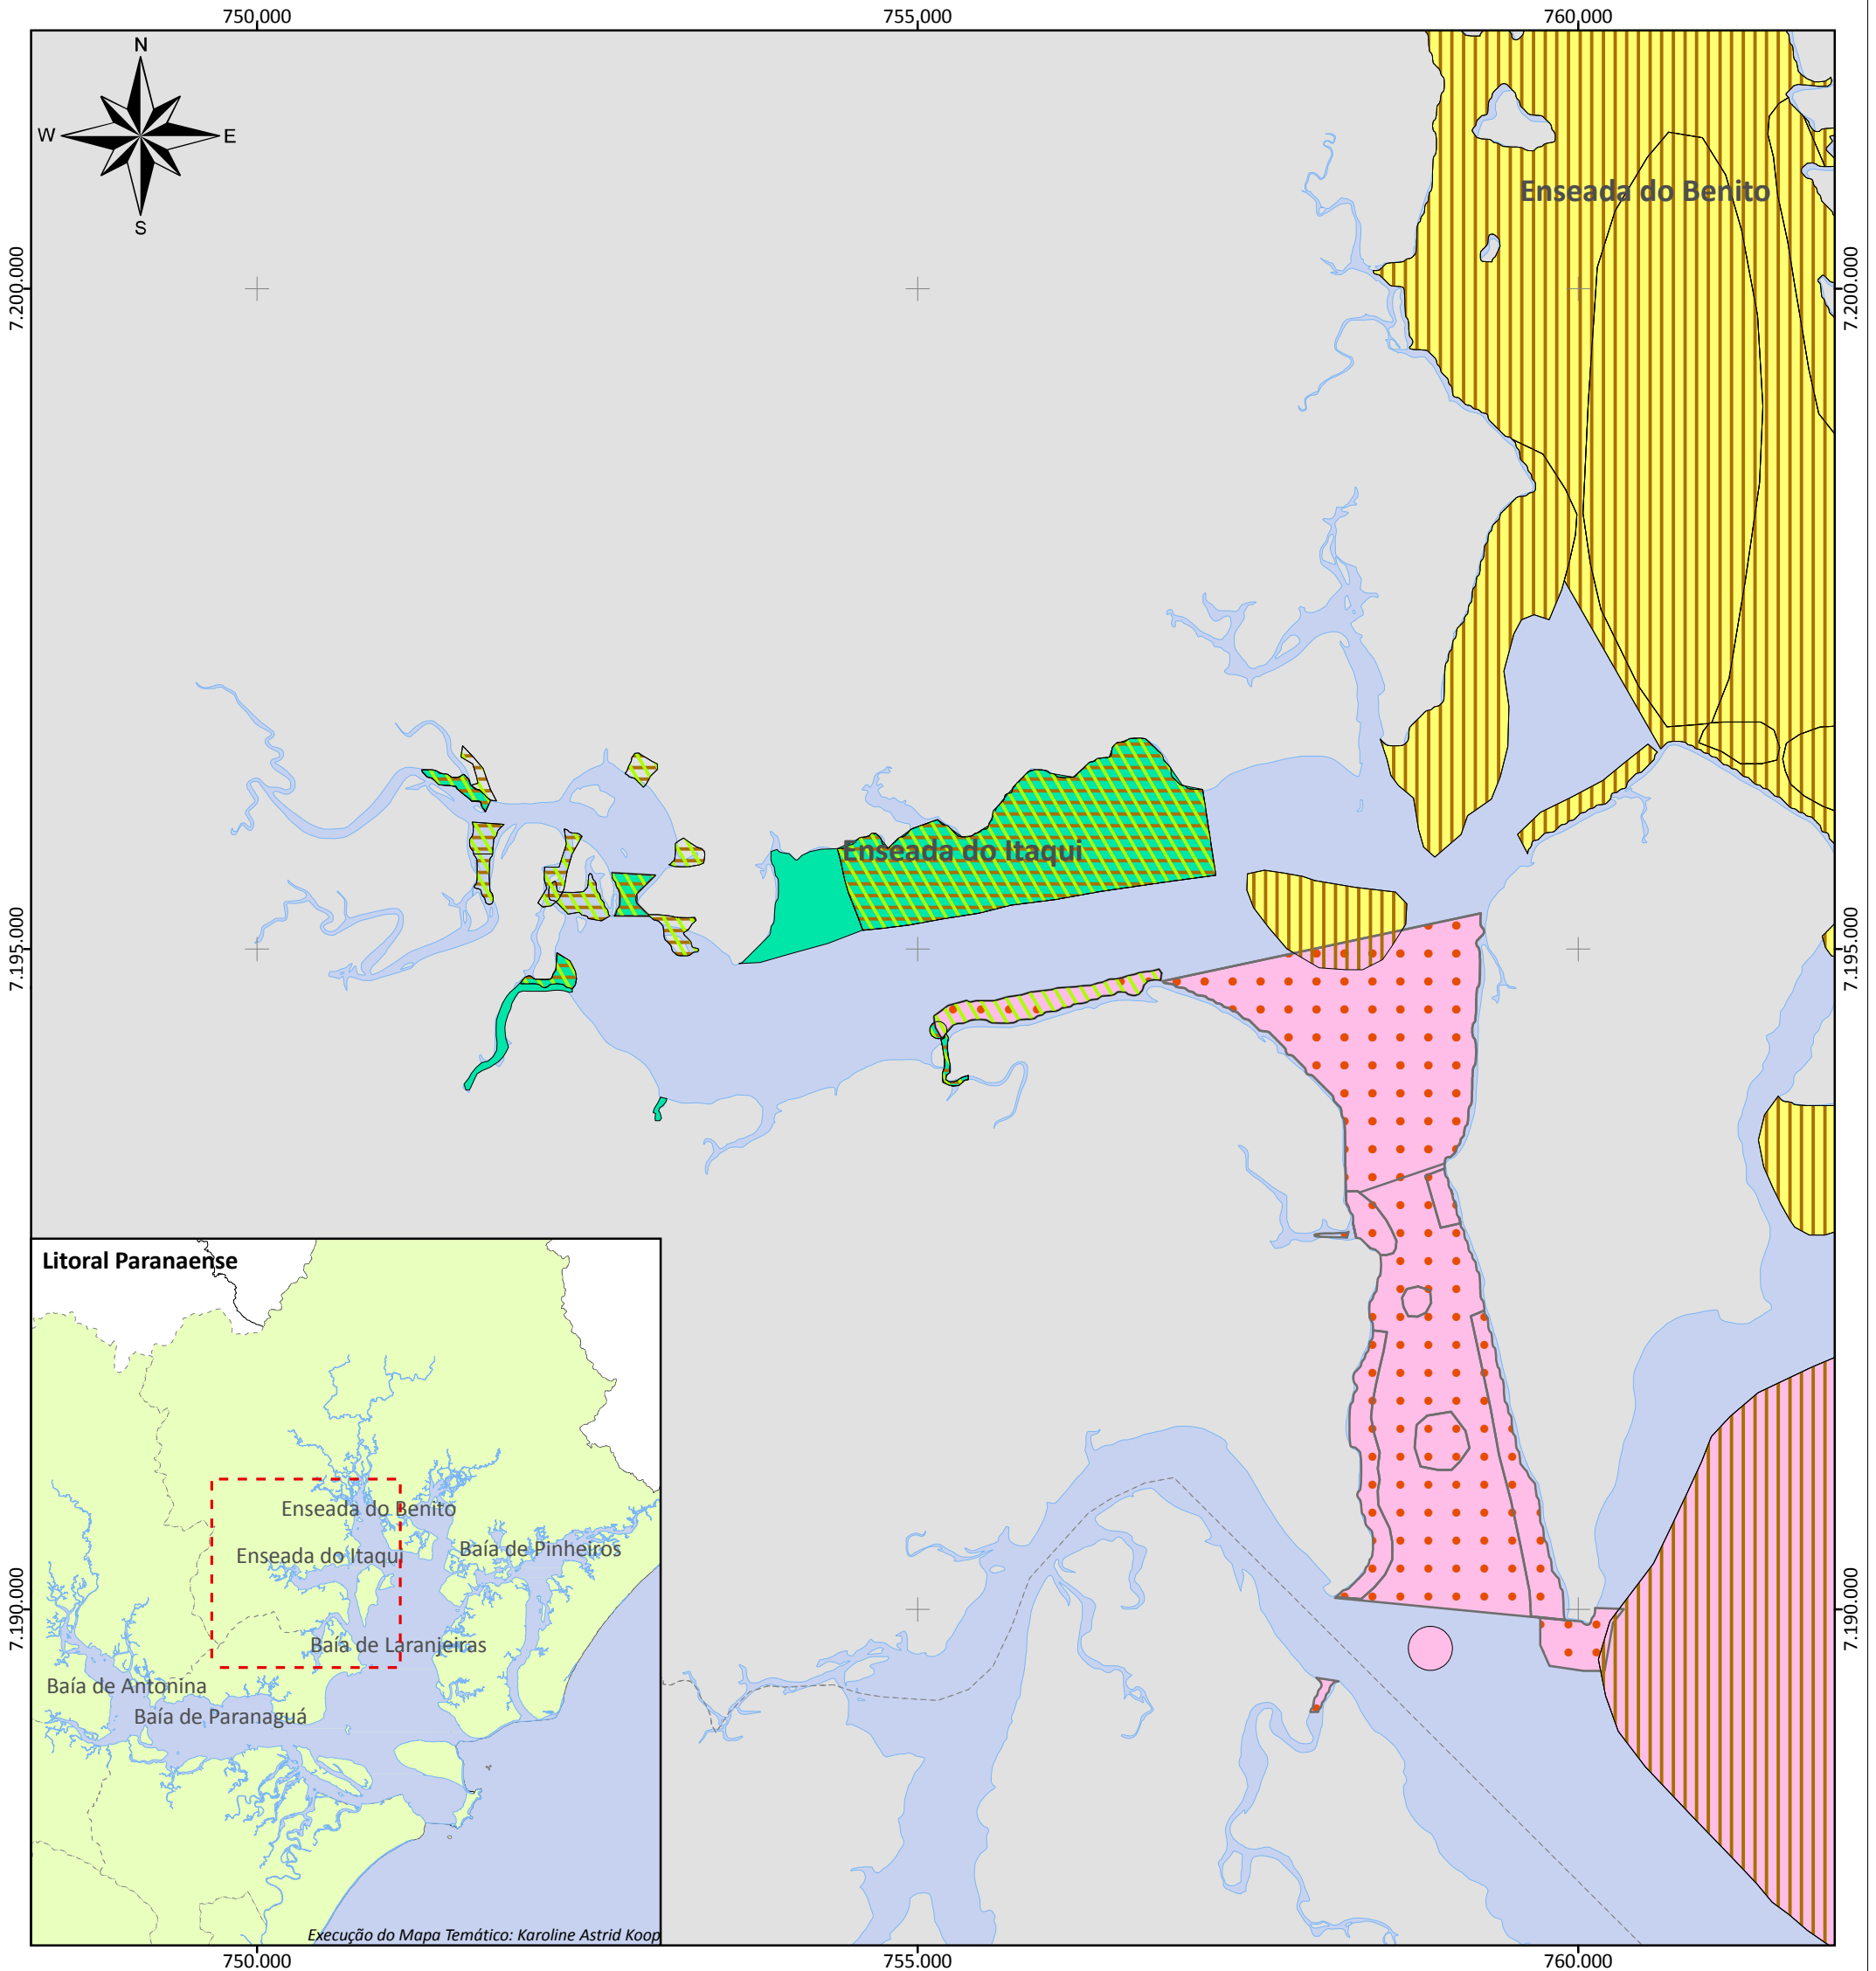 750.000
755.000
760.000
N
W
E
S
Enseada do Benito
7.200.000
7.200.000
Enseada do Itaqui
7.195.000
7.195.000
Litoral Paranaense
Enseada do Benito
Baía de Pinheiros
Enseada do Itaqui
7.190.000
7.190.000
Baía de Laranjeiras
Baía de Antonina
Baía de Paranaguá
Execução do Mapa Temático: Karoline Astrid Koop
750.000
755.000
760.000